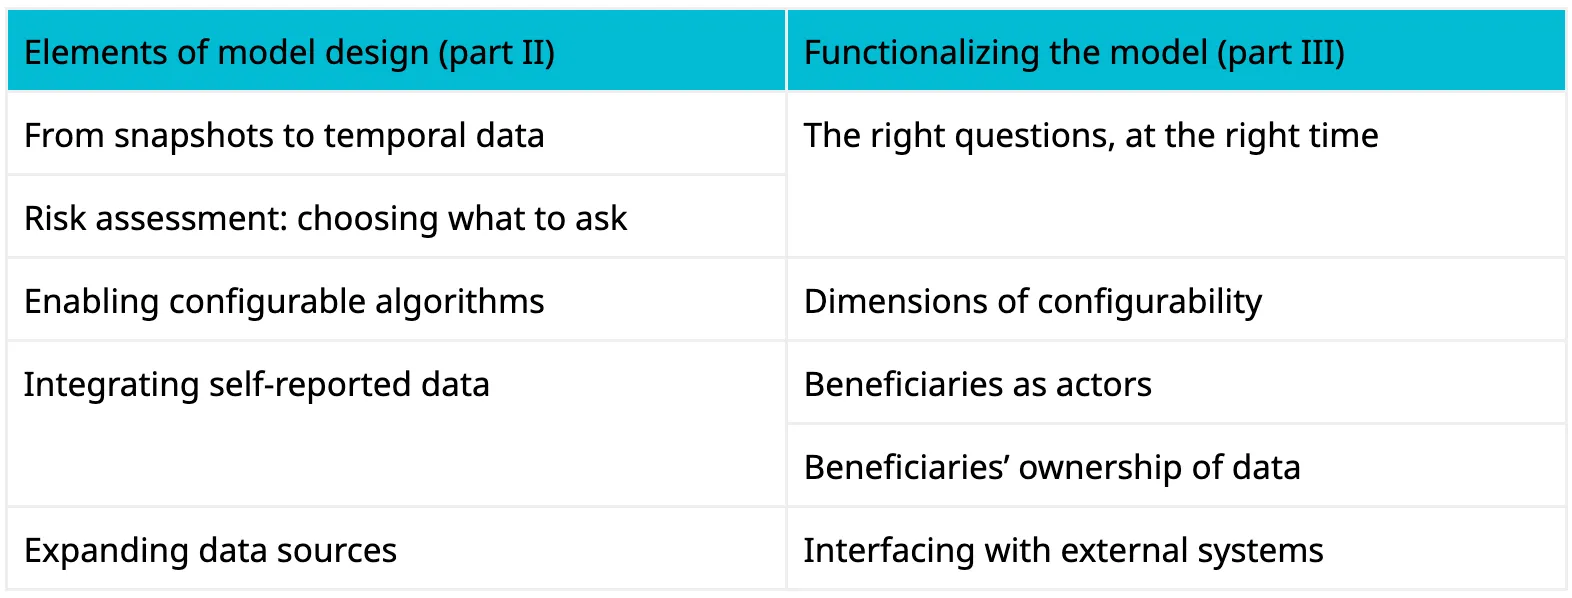 Elements of model design (part II)
Functionalizing the model (part III)
From snapshots to temporal data
The right questions, at the right time
Risk assessment: choosing what to ask
Enabling configurable algorithms
Dimensions of configurability
Integrating self-reported data
Beneficiaries as actors
Beneficiaries’ ownership of data
Expanding data sources
Interfacing with external systems